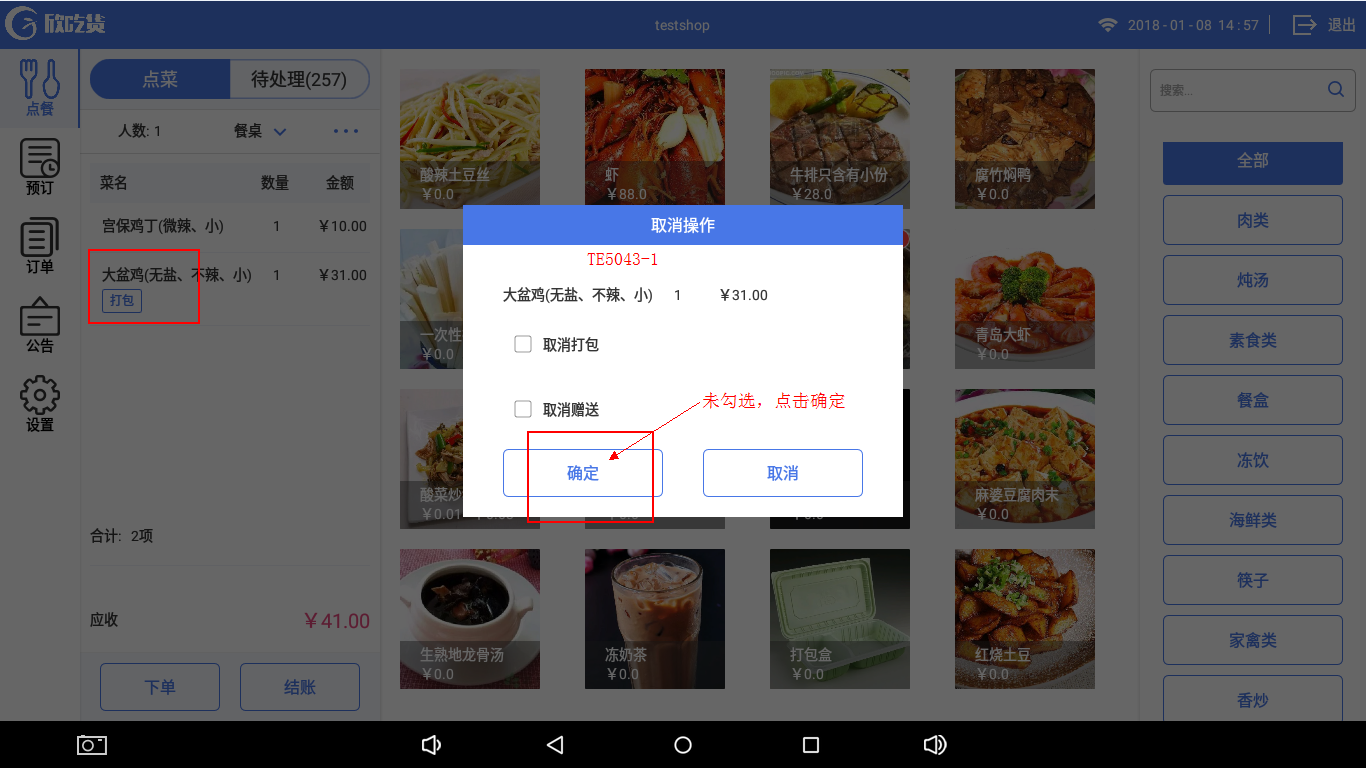 欣吃货
testshop
2018-01-08 14:57
退出
点餐
预订
订单
公告
设置
点菜
待处理(257)
人数: 1
餐桌
菜名 数量 金额
宫保鸡丁(微辣、小) 1 ￥10.00
大盆鸡(无盐、不辣、小) 1 ￥31.00
打包
合计: 2项
应收 ￥41.00
下单
结账
酸辣土豆丝
￥0.0
虾
￥88.0
牛排只含有小份
￥28.0
腐竹焖鸭
￥0.0
一次性
￥0.0
青岛大虾
￥0.0
酸菜炒
￥0.01
麻婆豆腐肉末
￥0.0
生熟地龙骨汤
￥0.0
冻奶茶
￥0.0
打包盒
￥0.0
红烧土豆
￥0.0
取消操作
TE5043-1
大盆鸡(无盐、不辣、小) 1 ￥31.00
取消打包
取消赠送
未勾选，点击确定
确定
取消
搜索...
全部
肉类
炖汤
素食类
餐盒
冻饮
海鲜类
筷子
家禽类
香炒